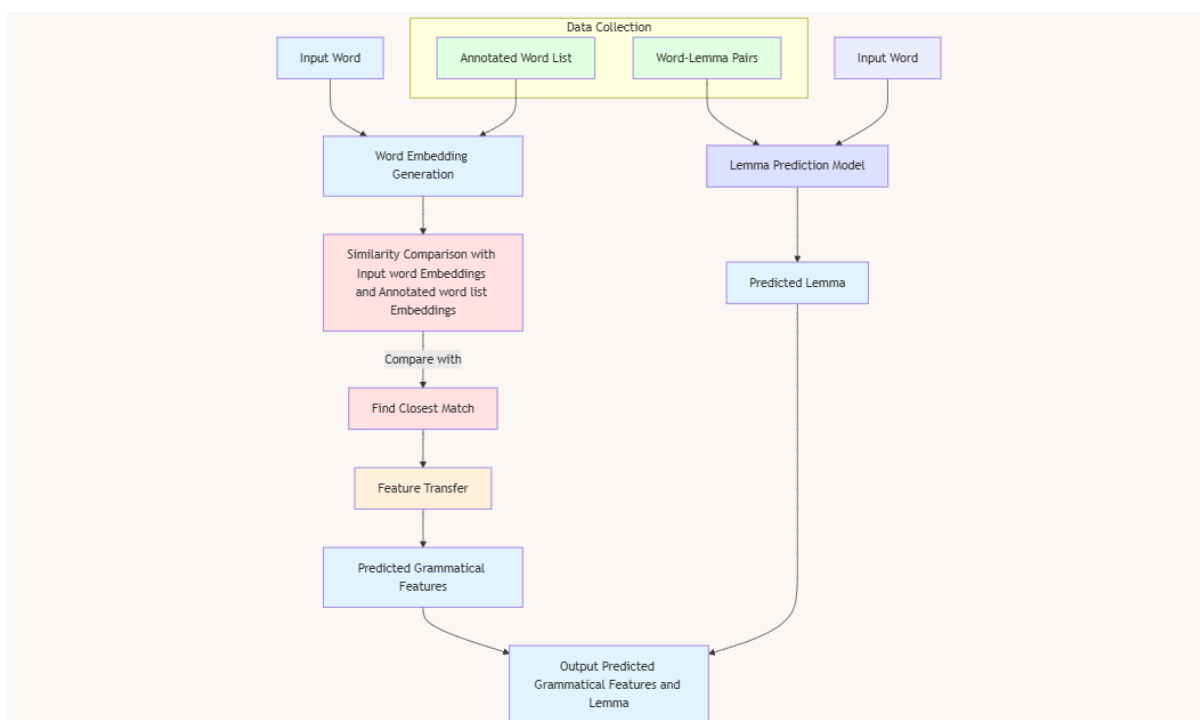 Data Collection
Input Word
Annotated Word List
Word-Lemma Pairs
Input Word
Word Embedding
Generation
Lemma Prediction Model
Similarity Comparison with
Input word Embeddings
and Annotated word list
Embeddings
Predicted Lemma
Compare with
Find Closest Match
Feature Transfer
Predicted Grammatical
Features
Output Predicted
Grammatical Features and
Lemma